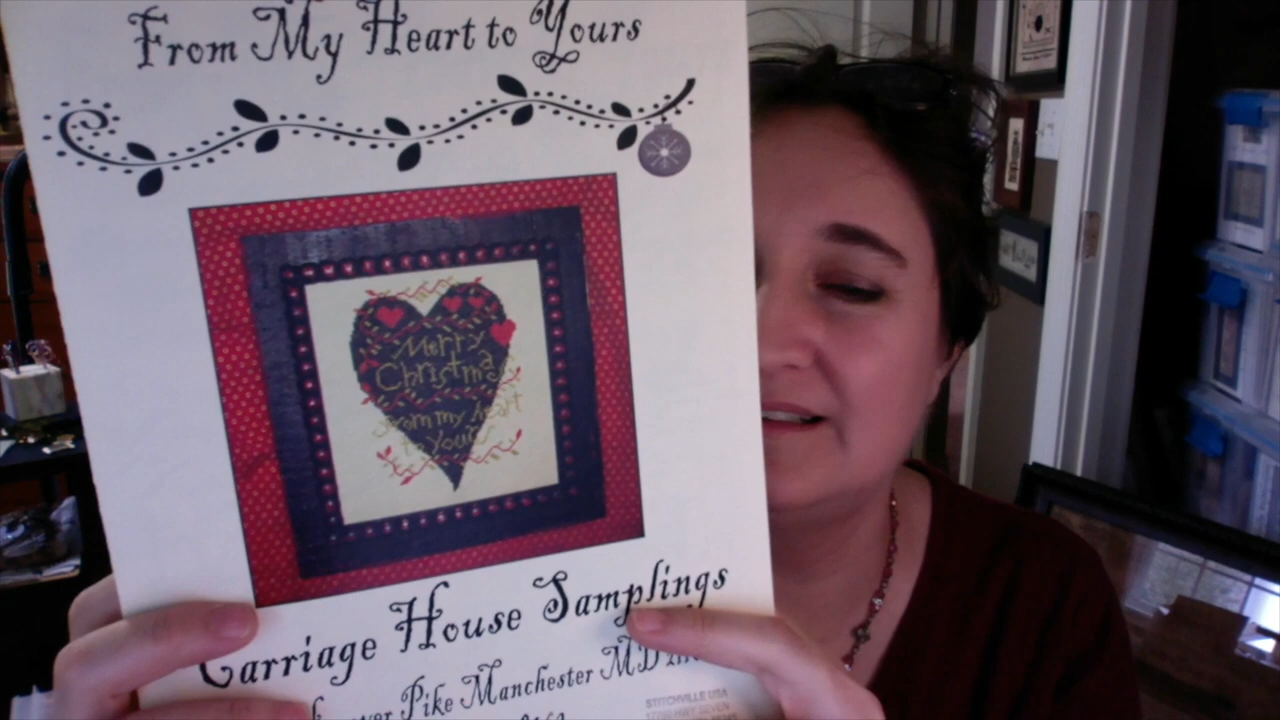 From My Heart to Yours
Merry
Christmas
from my heart
to yours
Carriage House Samplings
Pike Manchester MD
STITCHVILLE USA